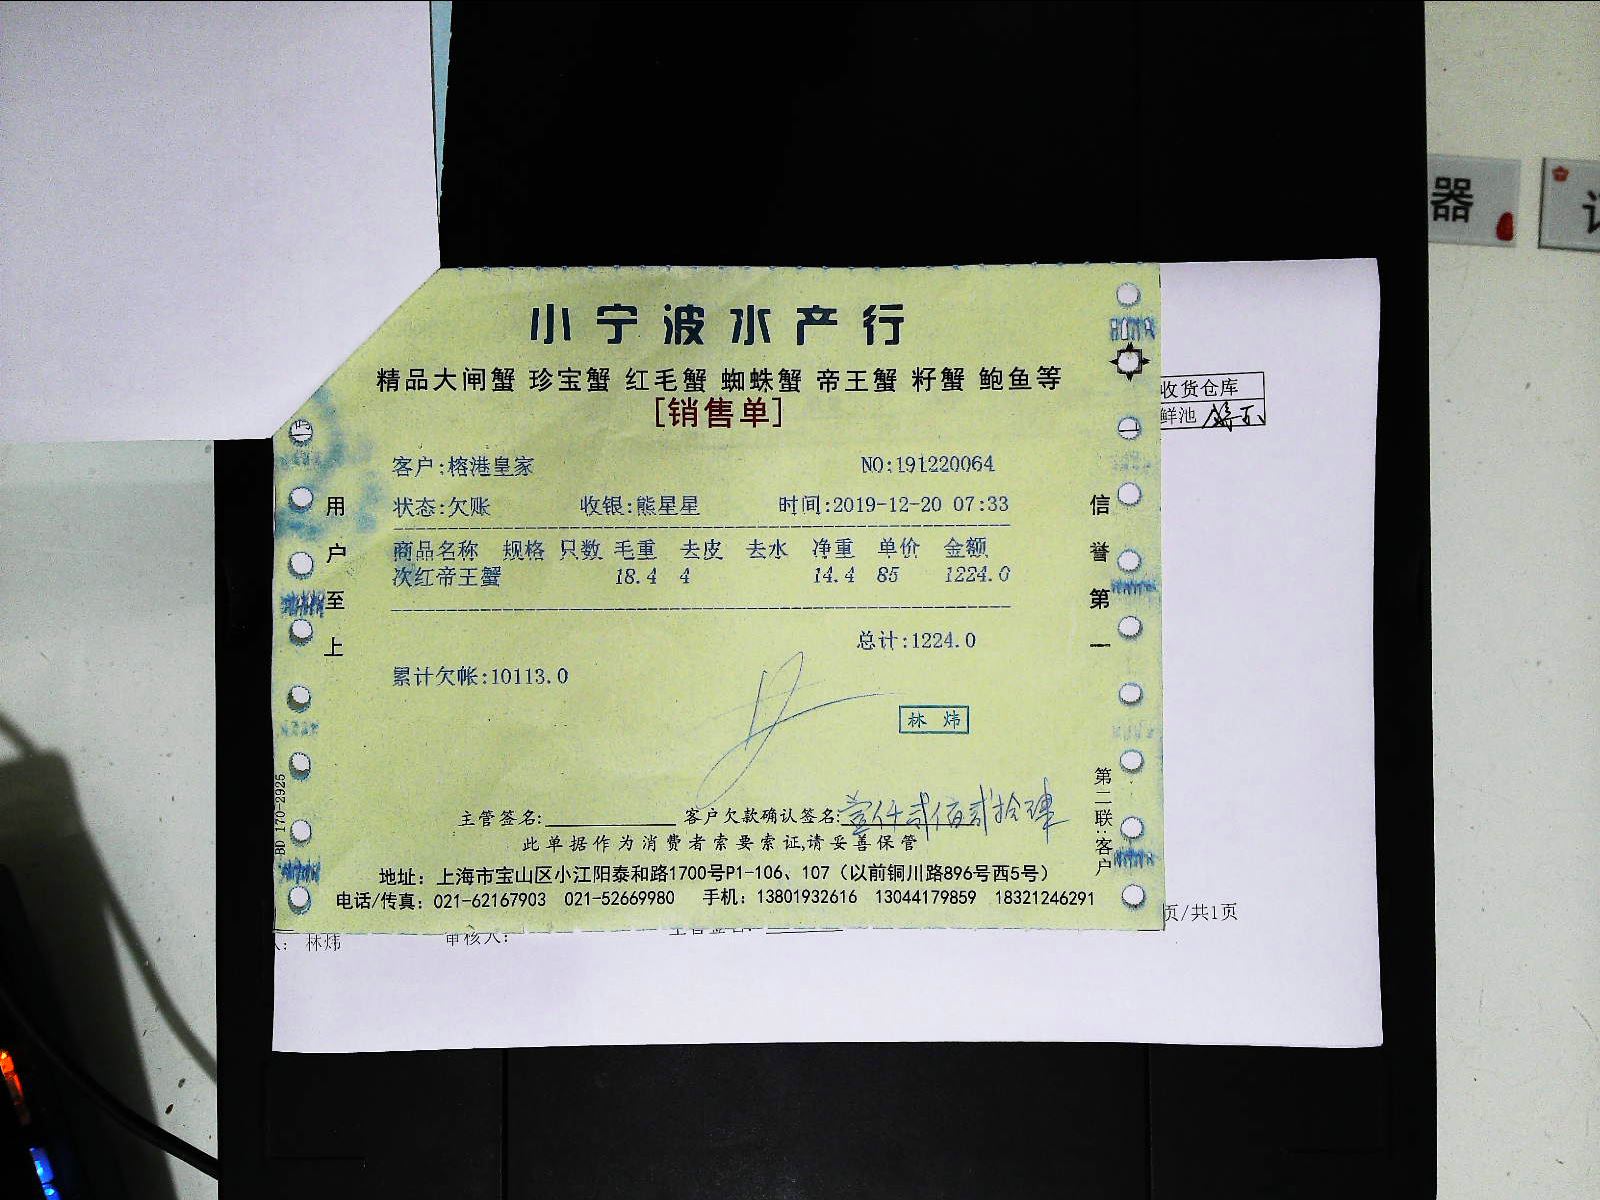 器
小宁波水产行
精品大闸蟹 珍宝蟹 红毛蟹 蜘蛛蟹 帝王蟹 籽蟹 鲍鱼等
[销售单]
收货仓库
鲜池
客户:榕港皇家 NO:191220064
状态:欠账 收银:熊星星 时间:2019-12-20 07:33
商品名称 规格 只数 毛重 去皮 去水 净重 单价 金额
次红帝王蟹 18.4 4 14.4 85 1224.0
总计:1224.0
累计欠帐:10113.0
林炜
用户至上
信誉第一
BD 170-2925
第二联:客户
主管签名: 客户欠款确认签名:壹仟贰佰贰拾肆
此单据作为消费者索要索证,请妥善保管
地址：上海市宝山区小江阳泰和路1700号P1-106、107（以前铜川路896号西5号）
电话/传真：021-62167903 021-52669980 手机：13801932616 13044179859 18321246291
页/共1页
人: 林炜 审核人: